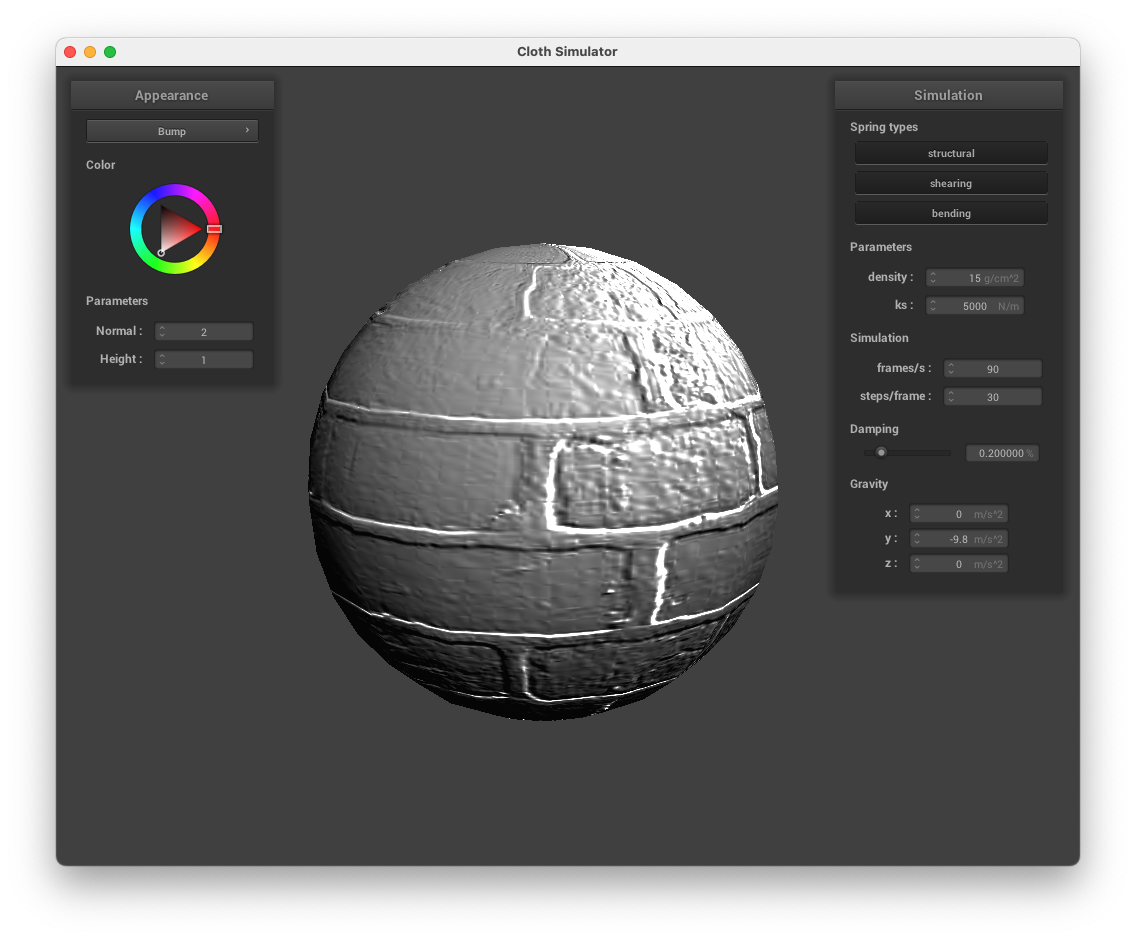 Cloth Simulator
Appearance
Bump
Color
Parameters
Normal : 2
Height : 1
Simulation
Spring types
structural
shearing
bending
Parameters
density : 15 g/cm^2
ks : 5000 N/m
Simulation
frames/s : 90
steps/frame : 30
Damping
0.200000 %
Gravity
x : 0 m/s^2
y : -9.8 m/s^2
z : 0 m/s^2